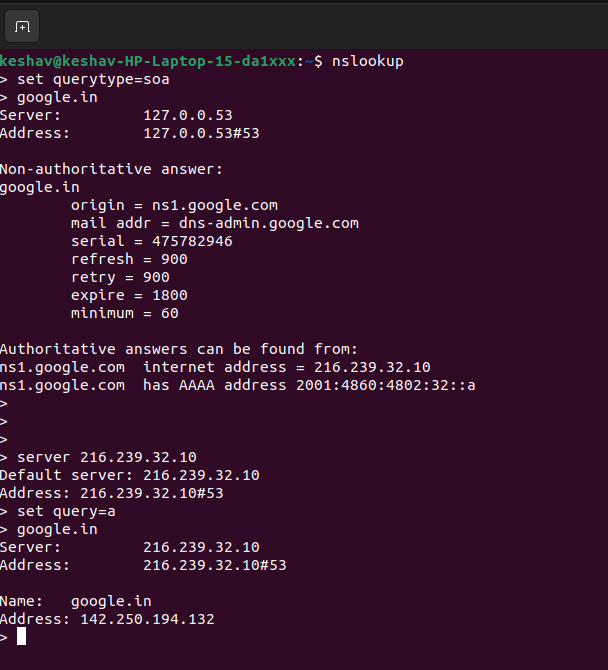 keshav@keshav-HP-Laptop-15-da1xxx:~$ nslookup
> set querytype=soa
> google.in
Server:         127.0.0.53
Address:        127.0.0.53#53

Non-authoritative answer:
google.in
        origin = ns1.google.com
        mail addr = dns-admin.google.com
        serial = 475782946
        refresh = 900
        retry = 900
        expire = 1800
        minimum = 60

Authoritative answers can be found from:
ns1.google.com  internet address = 216.239.32.10
ns1.google.com  has AAAA address 2001:4860:4802:32::a
>
>
>
> server 216.239.32.10
Default server: 216.239.32.10
Address: 216.239.32.10#53
> set query=a
> google.in
Server:         216.239.32.10
Address:        216.239.32.10#53

Name:   google.in
Address: 142.250.194.132
>